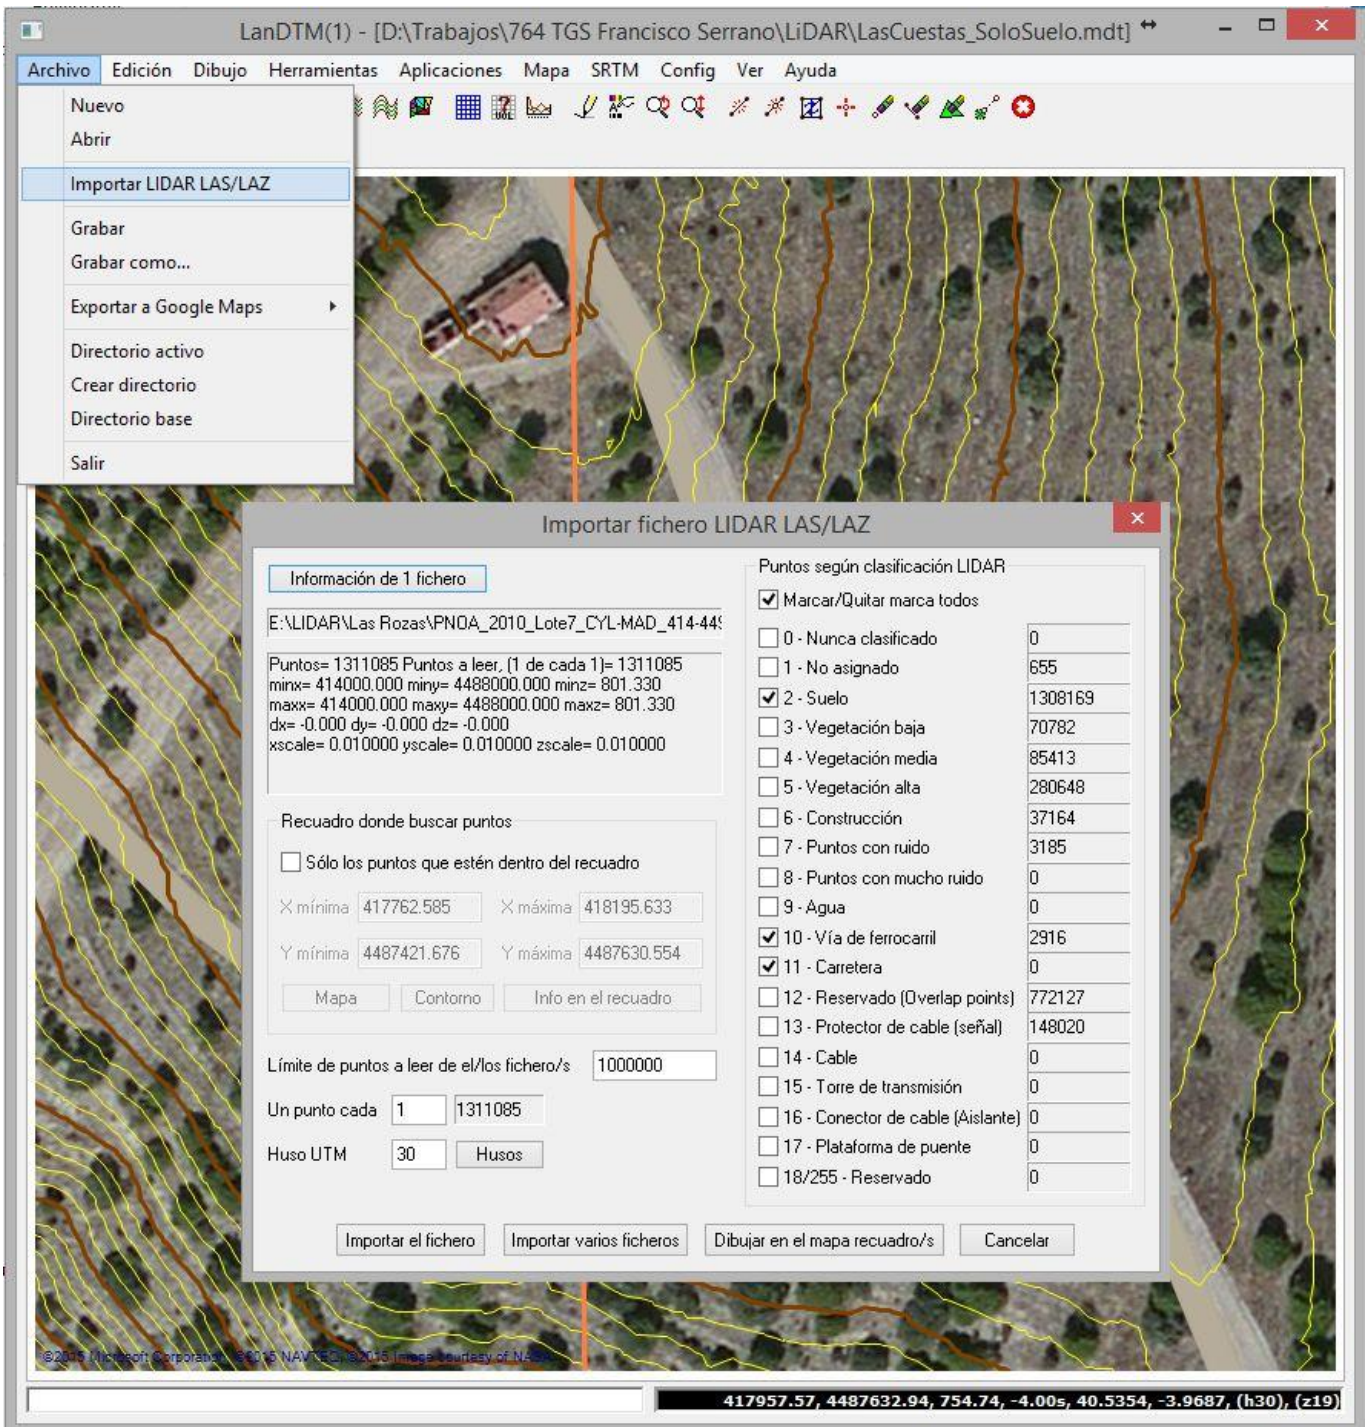 LanDTM(1) - [D:\Trabajos\764 TGS Francisco Serrano\LiDAR\LasCuestas_SoloSuelo.mdt]
Archivo Edición Dibujo Herramientas Aplicaciones Mapa SRTM Config Ver Ayuda
Nuevo
Abrir
Importar LIDAR LAS/LAZ
Grabar
Grabar como...
Exportar a Google Maps
Directorio activo
Crear directorio
Directorio base
Salir
Importar fichero LIDAR LAS/LAZ
Información de 1 fichero
E:\LIDAR\Las Rozas\PNOA_2010_Lote7_CYL-MAD_414-449
Puntos= 1311085 Puntos a leer, (1 de cada 1)= 1311085
minx= 414000.000 miny= 4488000.000 minz= 801.330
maxx= 414000.000 maxy= 4488000.000 maxz= 801.330
dx= -0.000 dy= -0.000 dz= -0.000
xscale= 0.010000 yscale= 0.010000 zscale= 0.010000
Recuadro donde buscar puntos
Sólo los puntos que estén dentro del recuadro
X mínima 417762.585 X máxima 418195.633
Y mínima 4487421.676 Y máxima 4487630.554
Mapa Contorno Info en el recuadro
Límite de puntos a leer de el/los fichero/s 1000000
Un punto cada 1 1311085
Huso UTM 30 Husos
Puntos según clasificación LIDAR
Marcar/Quitar marca todos
0 - Nunca clasificado 0
1 - No asignado 655
2 - Suelo 1308169
3 - Vegetación baja 70782
4 - Vegetación media 85413
5 - Vegetación alta 280648
6 - Construcción 37164
7 - Puntos con ruido 3185
8 - Puntos con mucho ruido 0
9 - Agua 0
10 - Vía de ferrocarril 2916
11 - Carretera 0
12 - Reservado (Overlap points) 772127
13 - Protector de cable (señal) 148020
14 - Cable 0
15 - Torre de transmisión 0
16 - Conector de cable (Aislante) 0
17 - Plataforma de puente 0
18/255 - Reservado 0
Importar el fichero Importar varios ficheros Dibujar en el mapa recuadro/s Cancelar
©2015 Microsoft Corporation, ©2015 NAVTEQ, ©2015 Image courtesy of NASA
417957.57, 4487632.94, 754.74, -4.00s, 40.5354, -3.9687, (h30), (z19)